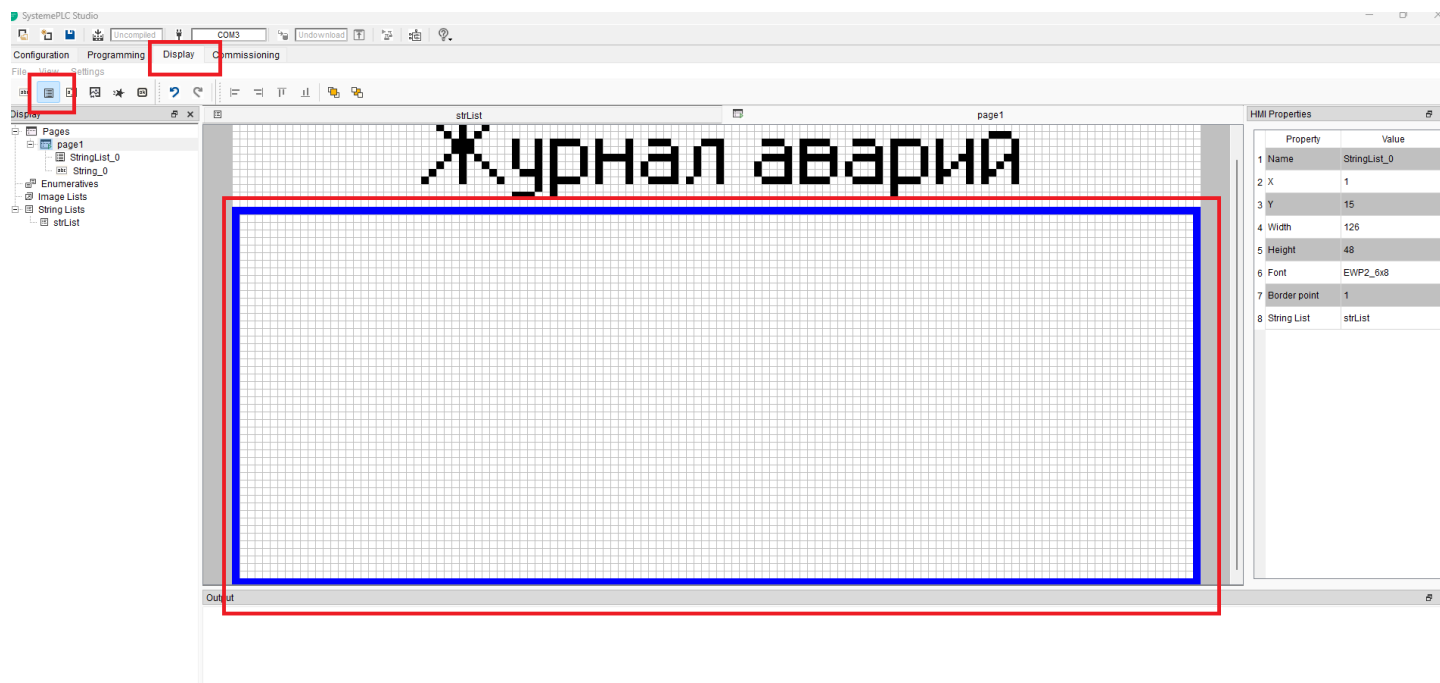 SystemePLC Studio
Uncompiled COM3 Undownload
Configuration Programming Display Commissioning
File View Settings
Display strList page1 HMI Properties
Pages
page1
StringList_0
String_0
Enumeratives
Image Lists
String Lists
strList
Журнал аварий
Property Value
1 Name StringList_0
2 X 1
3 Y 15
4 Width 126
5 Height 48
6 Font EWP2_6x8
7 Border point 1
8 String List strList
Output